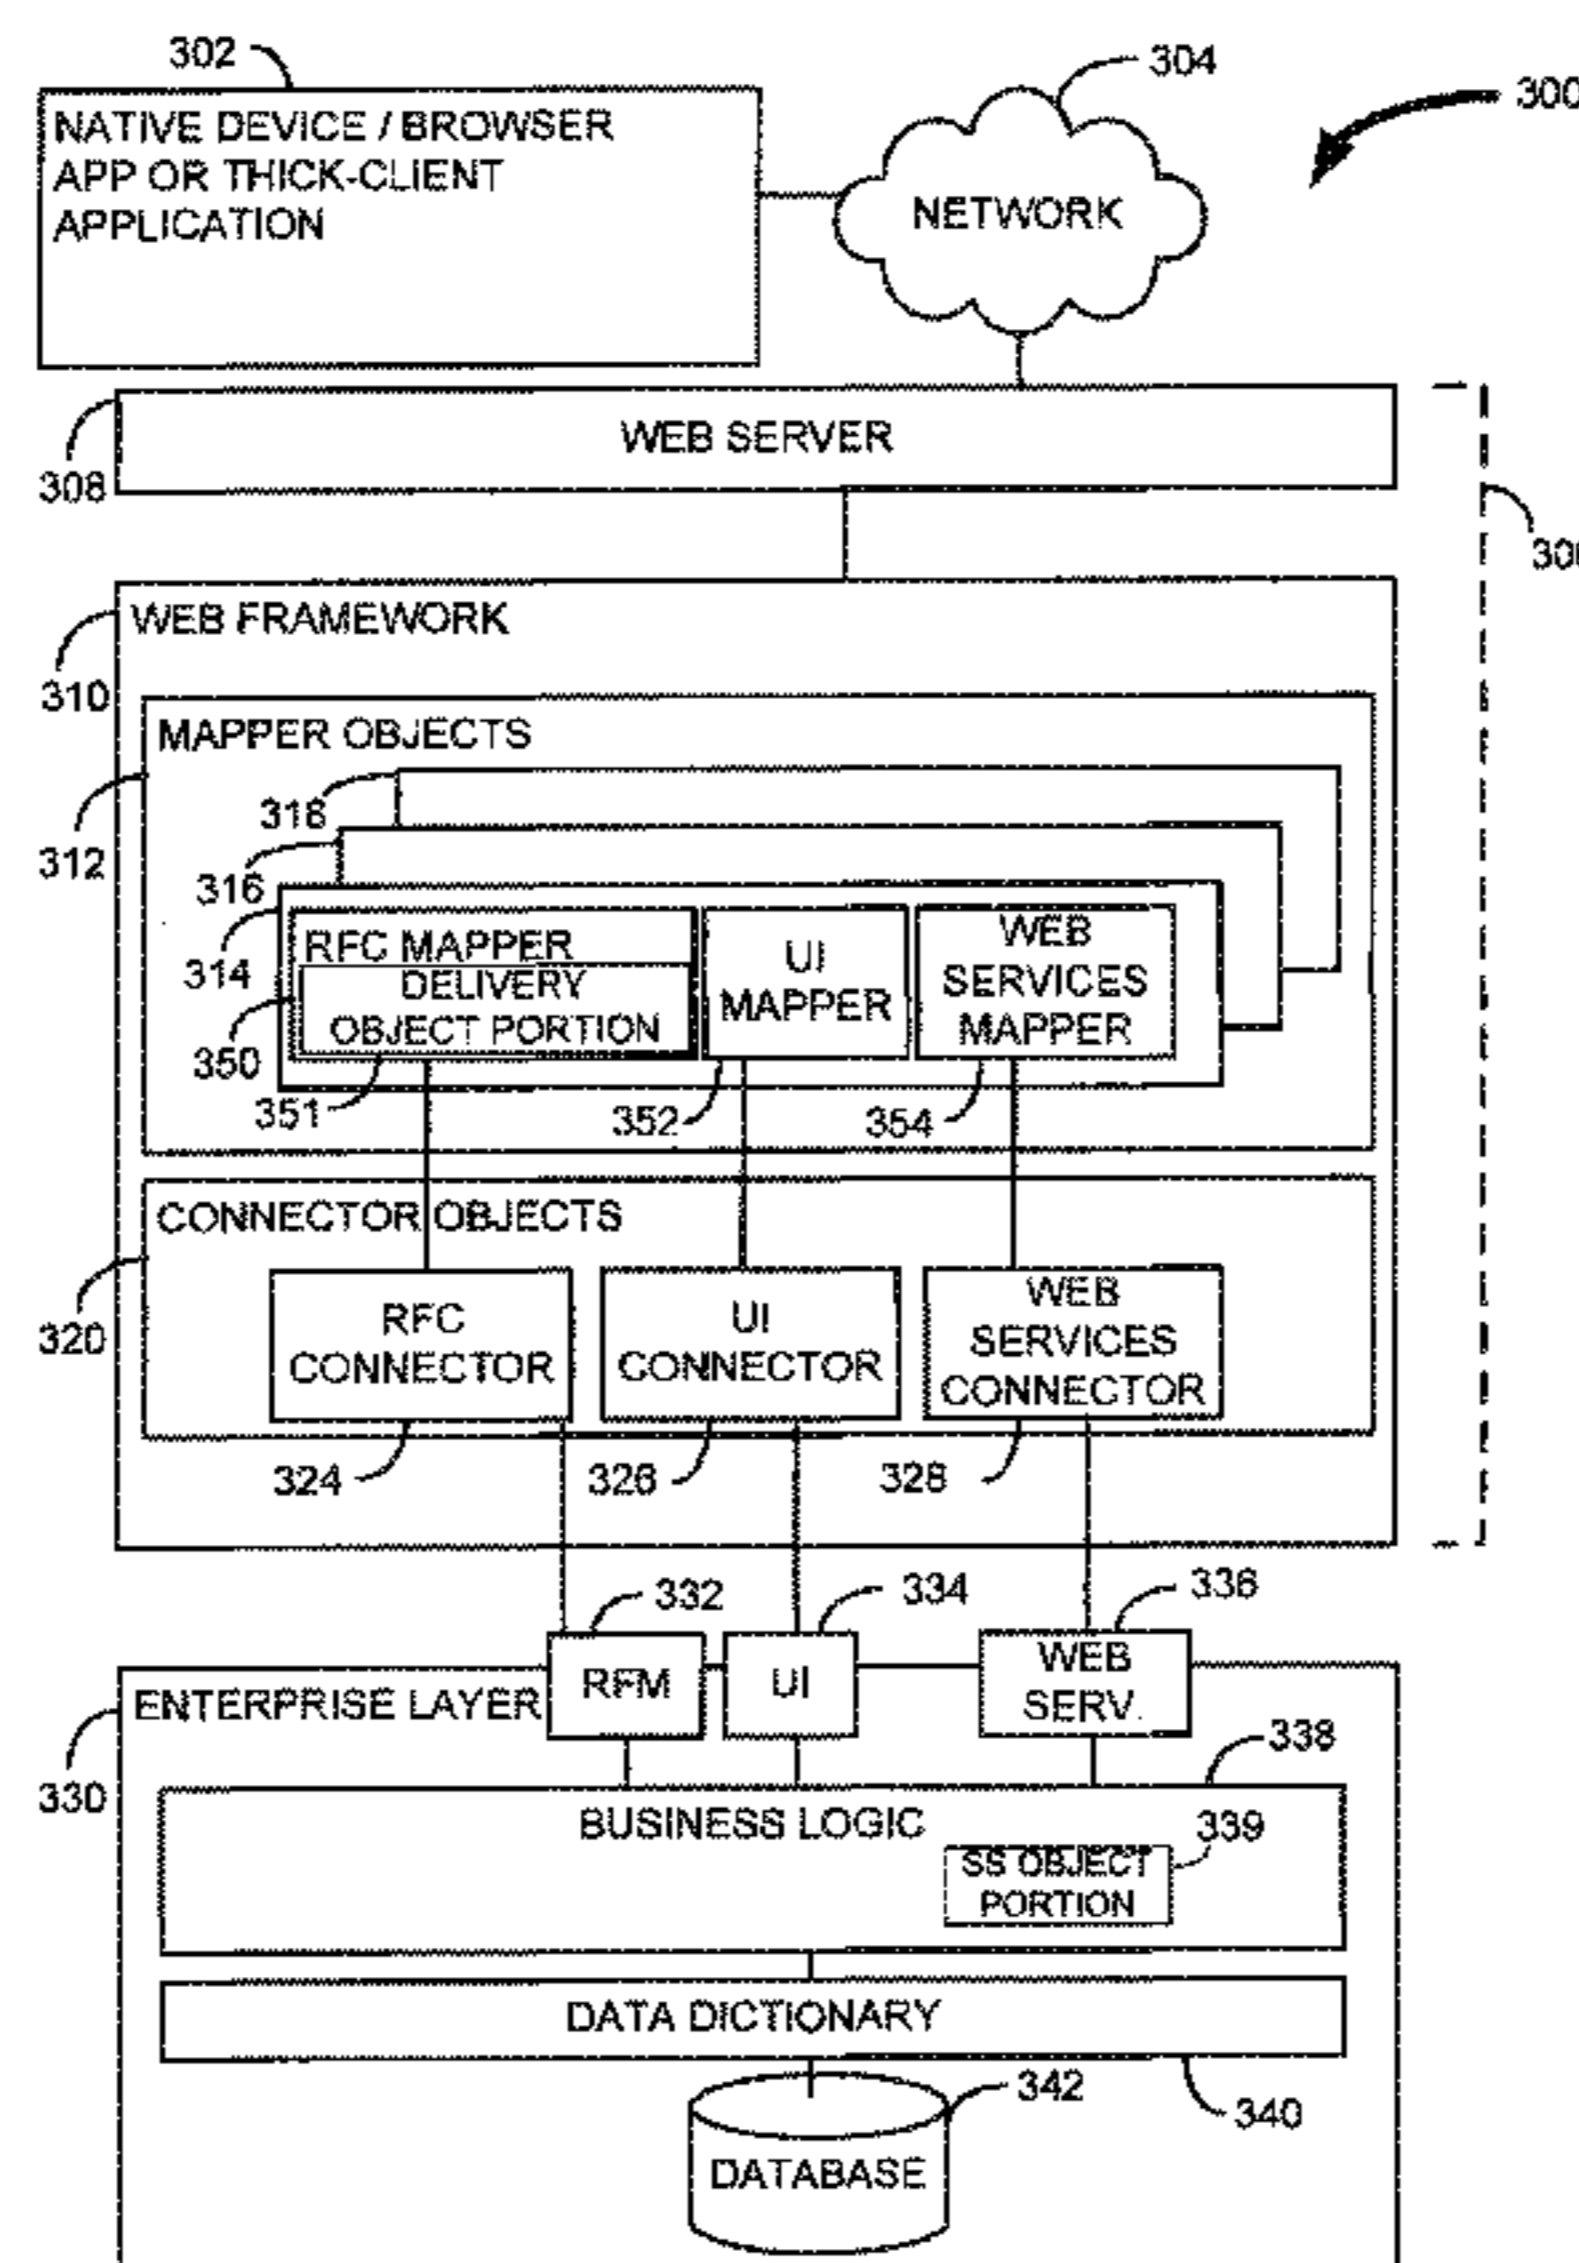 302
304
300
NATIVE DEVICE / BROWSER
APP OR THICK-CLIENT
APPLICATION
NETWORK
WEB SERVER
308
310
WEB FRAMEWORK
MAPPER OBJECTS
312
318
316
314
RFC MAPPER
DELIVERY
OBJECT PORTION
UI
MAPPER
WEB
SERVICES
MAPPER
350
351
352
354
CONNECTOR OBJECTS
320
RFC
CONNECTOR
UI
CONNECTOR
WEB
SERVICES
CONNECTOR
324
326
328
332
334
336
RFM
UI
WEB
SERV.
ENTERPRISE LAYER
330
338
BUSINESS LOGIC
339
SS OBJECT
PORTION
DATA DICTIONARY
342
340
DATABASE